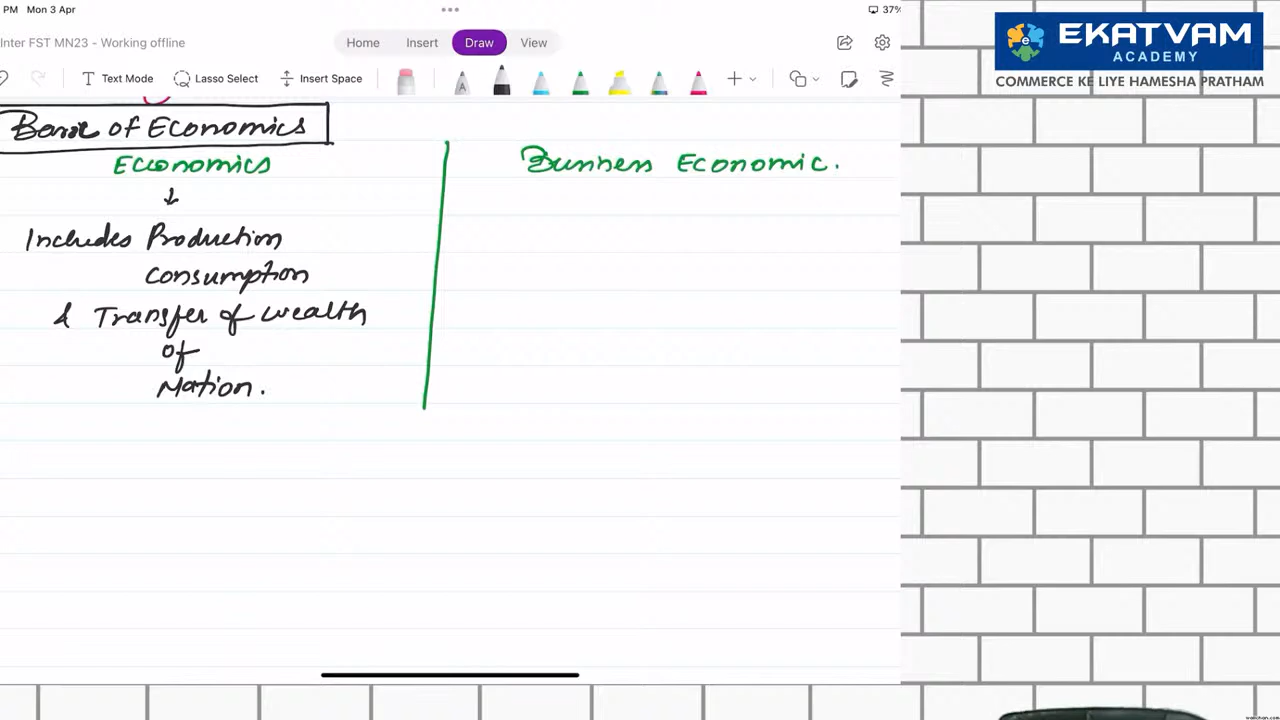 PM Mon 3 Apr
37%
Inter FST MN23 - Working offline
Home Insert Draw View
Text Mode Lasso Select Insert Space
EKATVAM
ACADEMY
COMMERCE KE LIYE HAMESHA PRATHAM
of Economics
Economics
Includes Production
Consumption
& Transfer of wealth
of
Nation.
Business Economic.